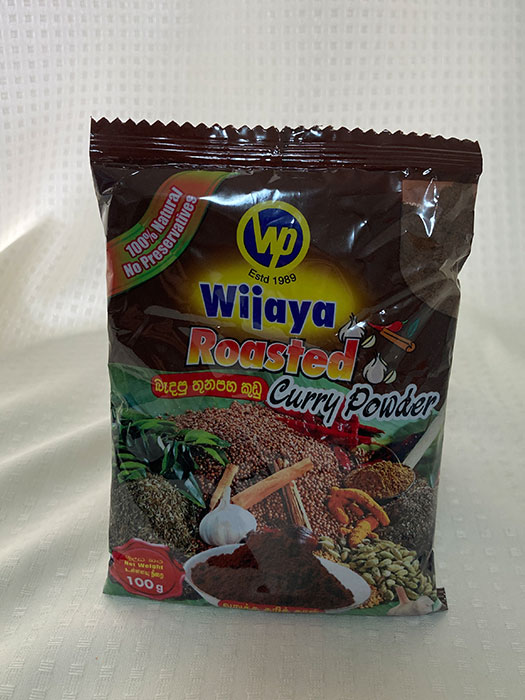 100% Natural
No Preservatives
WP
Estd 1989
Wijaya
Roasted
බැදපු තුනපහ කුඩු
Curry Powder
Net Weight
100g